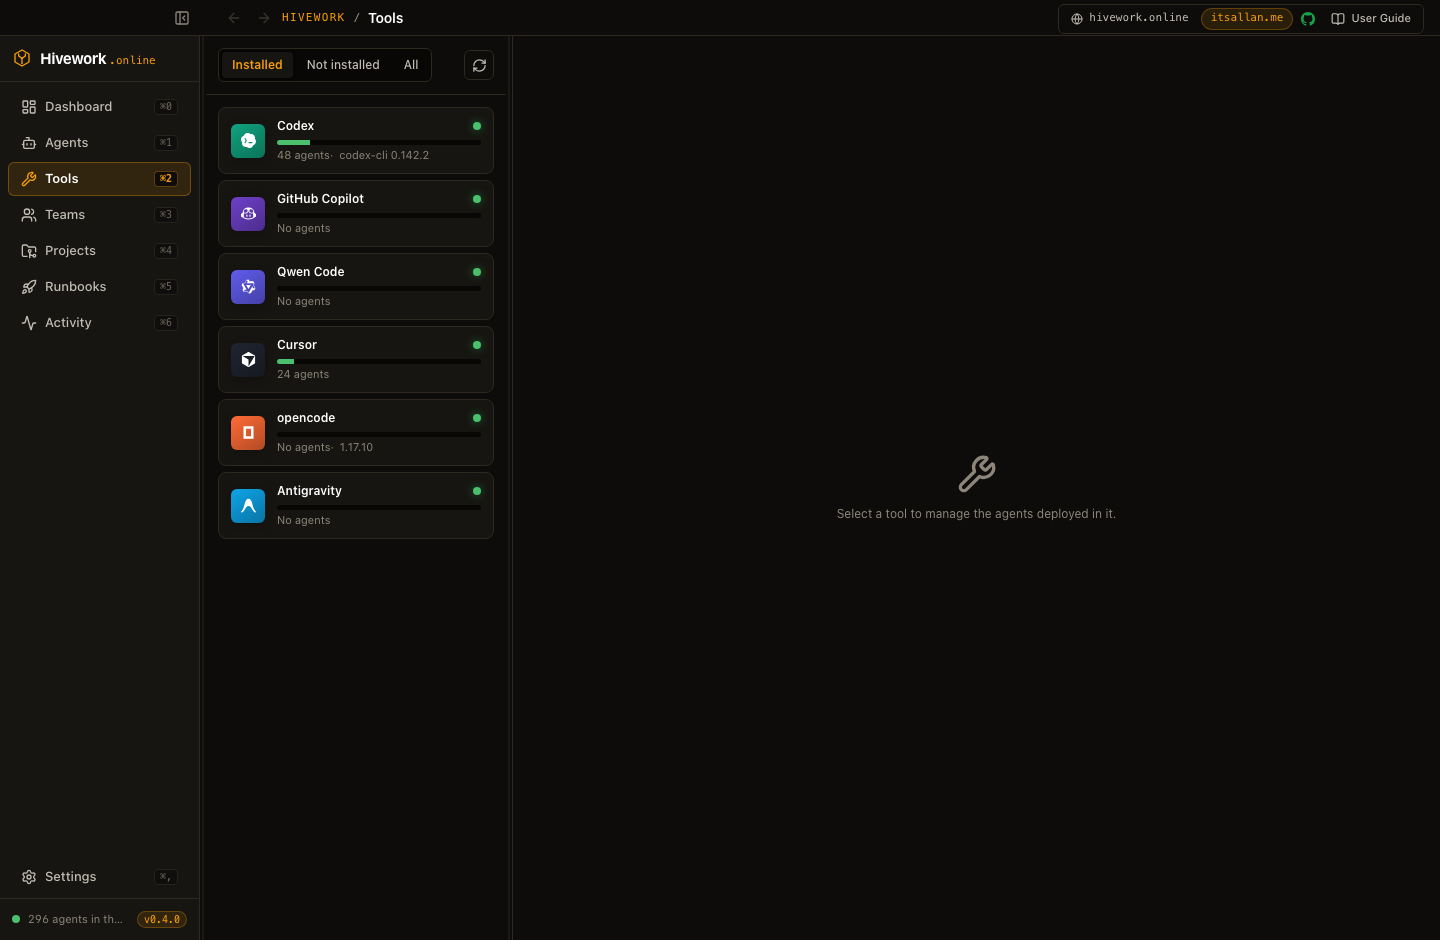 HIVEWORK / Tools
hivework.online
itsallan.me
User Guide
Hivework.online
Dashboard ⌘0
Agents ⌘1
Tools ⌘2
Teams ⌘3
Projects ⌘4
Runbooks ⌘5
Activity ⌘6
Settings ⌘,
296 agents in th...
v0.4.0
Installed
Not installed
All
Codex
48 agents· codex-cli 0.142.2
GitHub Copilot
No agents
Qwen Code
No agents
Cursor
24 agents
opencode
No agents· 1.17.10
Antigravity
No agents
Select a tool to manage the agents deployed in it.